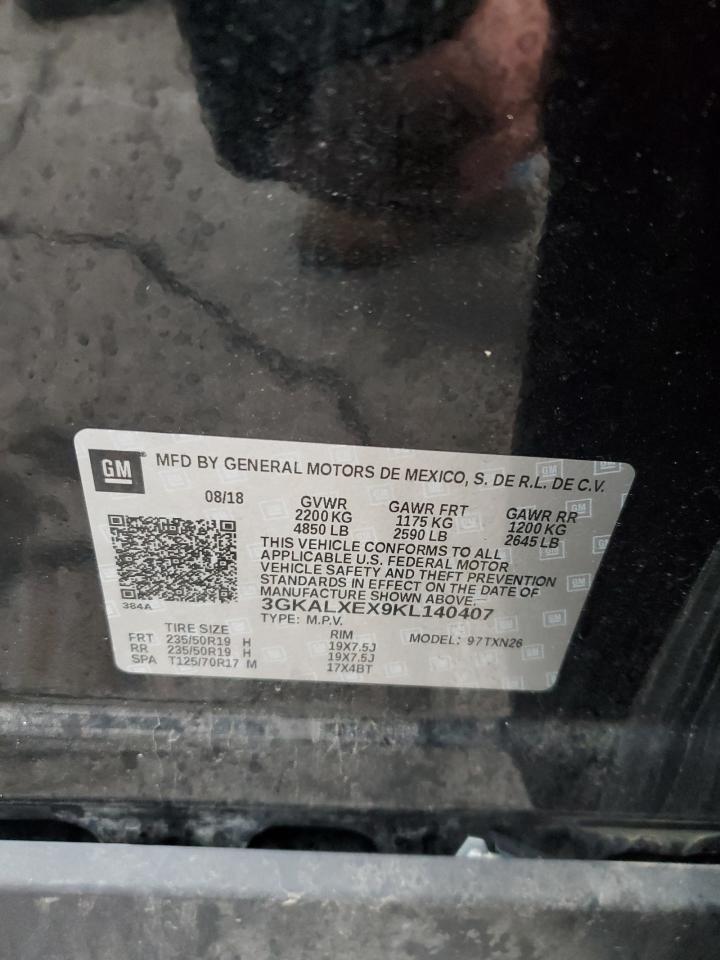 GM MFD BY GENERAL MOTORS DE MEXICO, S. DE R.L. DE C.V.
08/18 GVWR GAWR FRT GAWR RR
2200 KG 1175 KG 1200 KG
4850 LB 2590 LB 2645 LB
THIS VEHICLE CONFORMS TO ALL
APPLICABLE U.S. FEDERAL MOTOR
VEHICLE SAFETY AND THEFT PREVENTION
STANDARDS IN EFFECT ON THE DATE OF
MANUFACTURE SHOWN ABOVE.
384A
3GKALXEX9KL140407
TYPE: M.P.V.
TIRE SIZE RIM MODEL: 97TXN26
FRT 235/50R19 H 19X7.5J
RR 235/50R19 H 19X7.5J
SPA T125/70R17 M 17X4BT